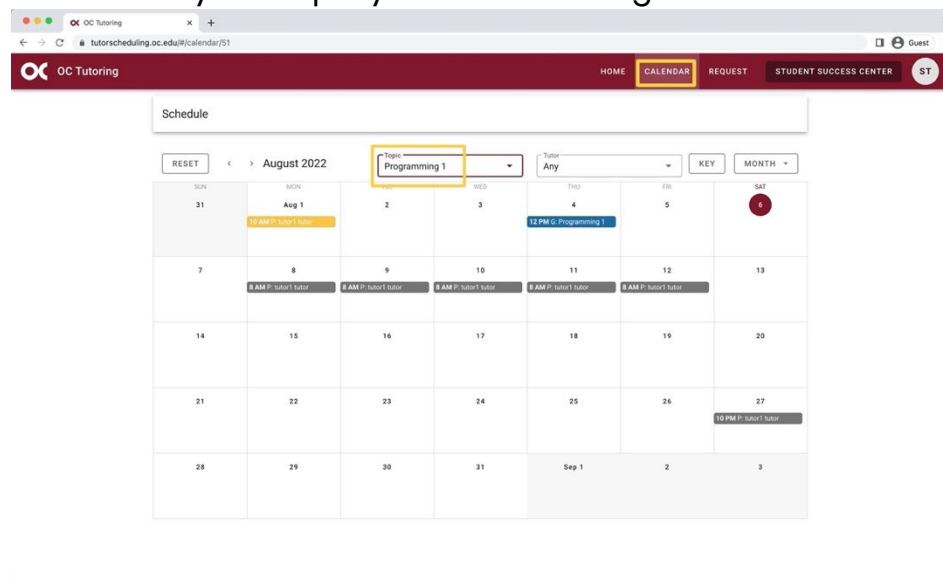 OC Tutoring
tutorscheduling.oc.edu/#/calendar/51
Guest
OC OC Tutoring
HOME CALENDAR REQUEST STUDENT SUCCESS CENTER ST
Schedule
Topic Tutor
RESET < > August 2022 Programming 1 Any KEY MONTH
SUN MON WED THU FRI SAT
31 Aug 1 2 3 4 5 6
10 AM P: tutor1 tutor 12 PM G: Programming 1
7 8 9 10 11 12 13
8 AM P: tutor1 tutor 8 AM P: tutor1 tutor 8 AM P: tutor1 tutor 8 AM P: tutor1 tutor 8 AM P: tutor1 tutor
14 15 16 17 18 19 20
21 22 23 24 25 26 27
10 PM P: tutor1 tutor
28 29 30 31 Sep 1 2 3